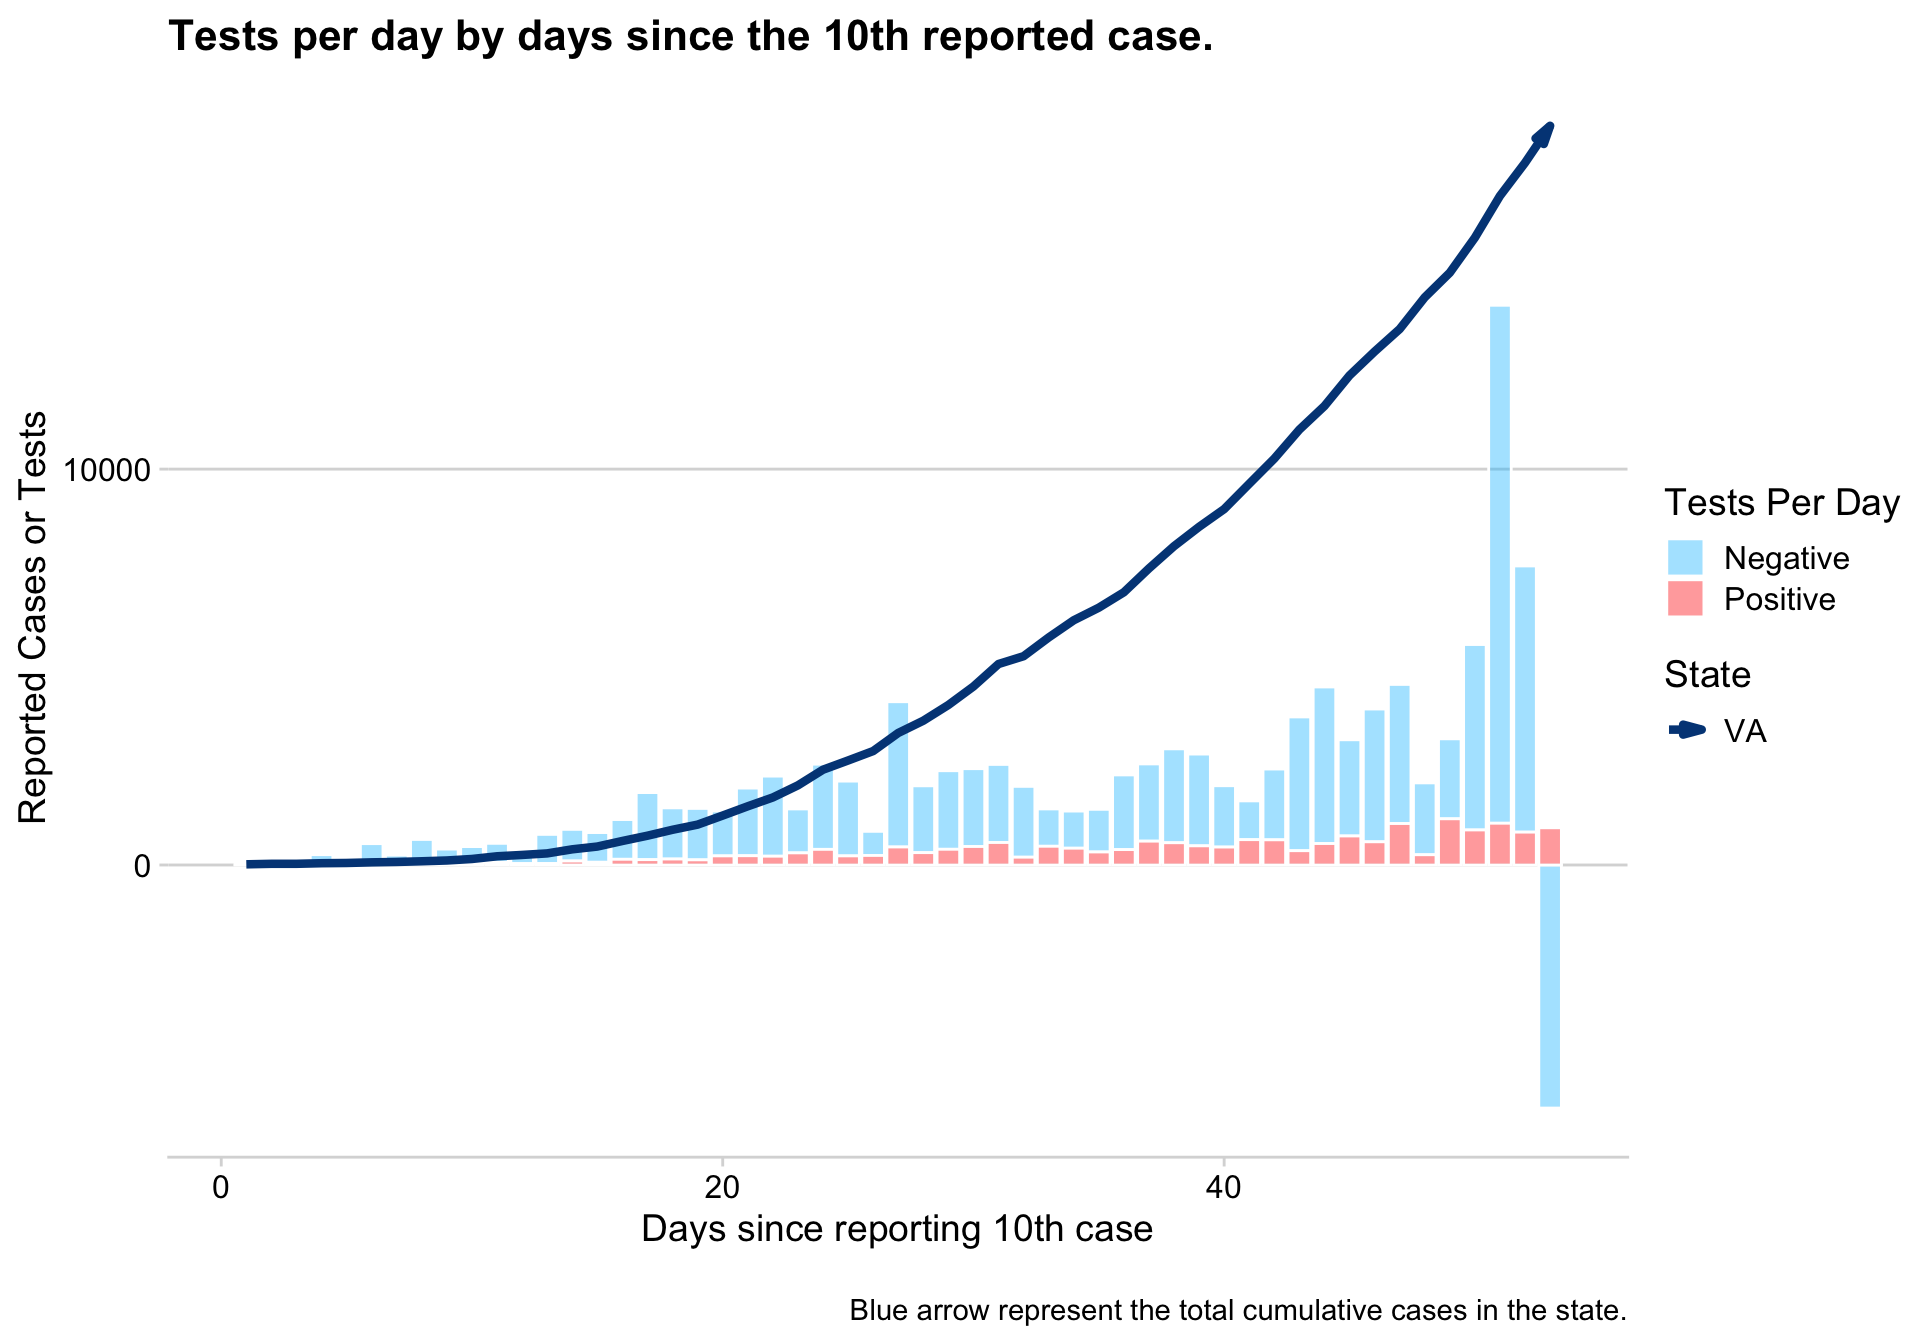 Tests per day by days since the 10th reported case.
Reported Cases or Tests
10000
0
0
20
40
Days since reporting 10th case
Tests Per Day
Negative
Positive
State
VA
Blue arrow represent the total cumulative cases in the state.